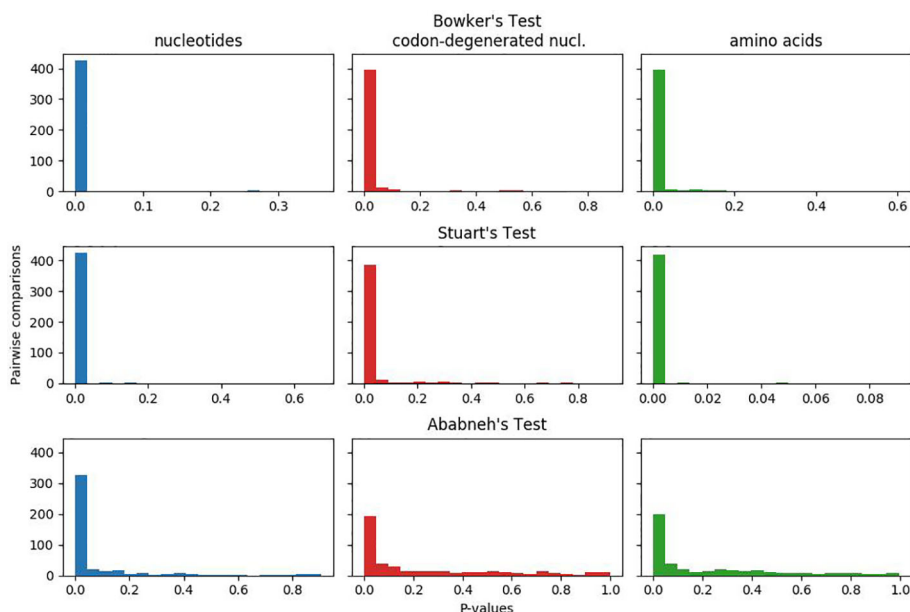 Bowker's Test
nucleotides codon-degenerated nucl. amino acids
400
300
200
100
0
0.0 0.1 0.2 0.3 0.0 0.2 0.4 0.6 0.8 0.0 0.2 0.4 0.6
Stuart's Test
Pairwise comparisons
400
300
200
100
0
0.0 0.2 0.4 0.6 0.0 0.2 0.4 0.6 0.8 0.00 0.02 0.04 0.06 0.08
Ababneh's Test
400
300
200
100
0
0.0 0.2 0.4 0.6 0.8 0.0 0.2 0.4 0.6 0.8 1.0 0.0 0.2 0.4 0.6 0.8 1.0
P-values